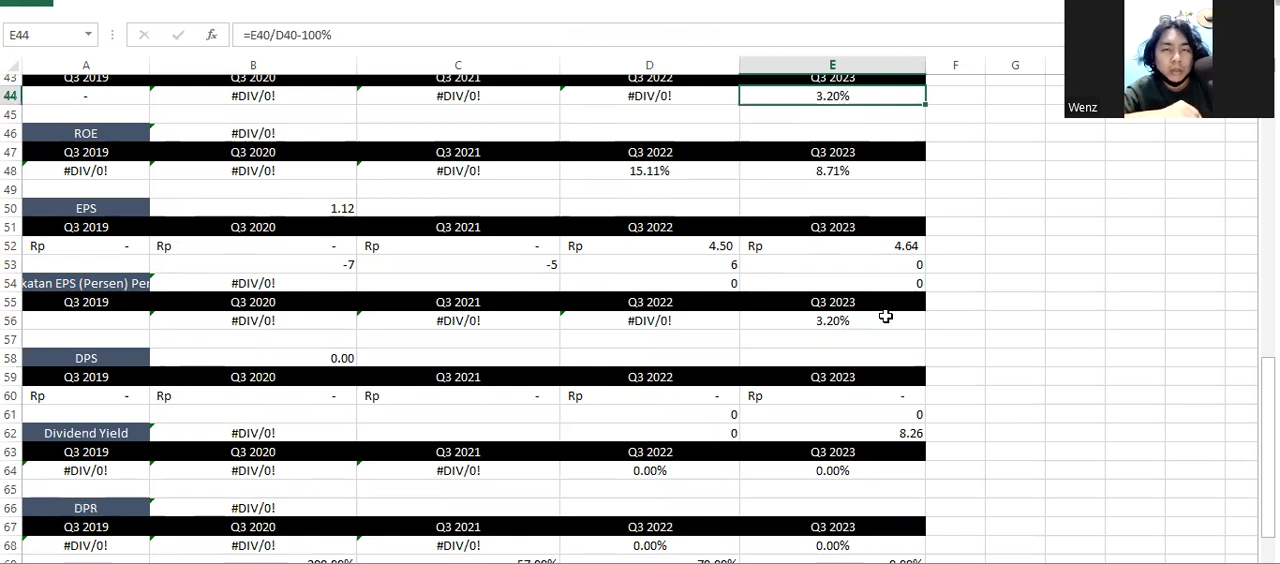 E44 fx =E40/D40-100%
A B C D E F G
43 Q3 2019 Q3 2020 Q3 2021 Q3 2022 Q3 2023
44 - #DIV/0! #DIV/0! #DIV/0! 3.20%
45
46 ROE #DIV/0!
47 Q3 2019 Q3 2020 Q3 2021 Q3 2022 Q3 2023
48 #DIV/0! #DIV/0! #DIV/0! 15.11% 8.71%
49
50 EPS 1.12
51 Q3 2019 Q3 2020 Q3 2021 Q3 2022 Q3 2023
52 Rp - Rp - Rp - Rp 4.50 Rp 4.64
53 -7 -5 6 0
54 katan EPS (Persen) Per #DIV/0! 0 0
55 Q3 2019 Q3 2020 Q3 2021 Q3 2022 Q3 2023
56 #DIV/0! #DIV/0! #DIV/0! 3.20%
57
58 DPS 0.00
59 Q3 2019 Q3 2020 Q3 2021 Q3 2022 Q3 2023
60 Rp - Rp - Rp - Rp - Rp -
61 0 0
62 Dividend Yield #DIV/0! 0 8.26
63 Q3 2019 Q3 2020 Q3 2021 Q3 2022 Q3 2023
64 #DIV/0! #DIV/0! #DIV/0! 0.00% 0.00%
65
66 DPR #DIV/0!
67 Q3 2019 Q3 2020 Q3 2021 Q3 2022 Q3 2023
68 #DIV/0! #DIV/0! #DIV/0! 0.00% 0.00%
Wenz